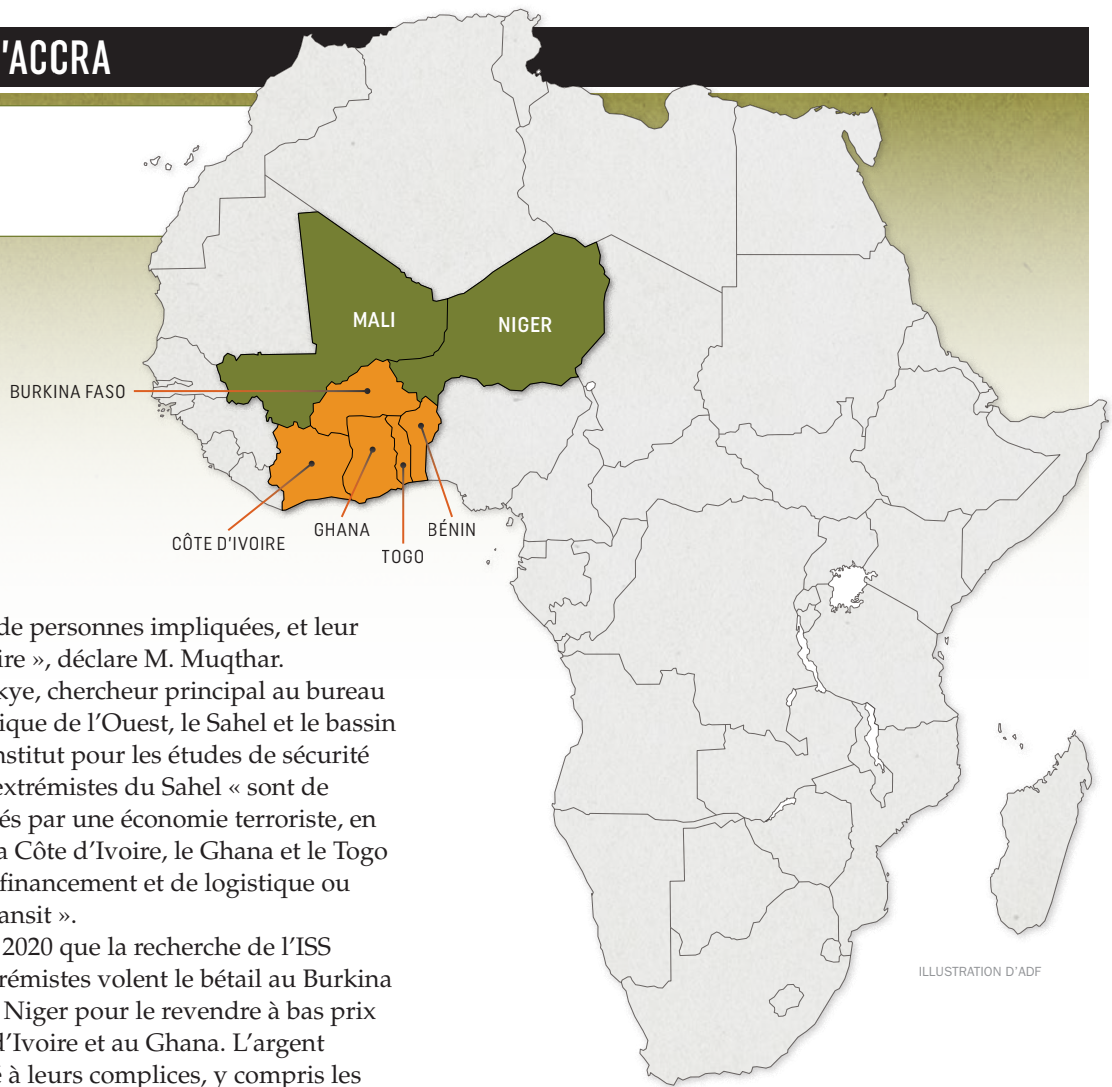 'ACCRA
MALI
NIGER
BURKINA FASO
CÔTE D'IVOIRE
GHANA
TOGO
BÉNIN
de personnes impliquées, et leur
ire », déclare M. Muqthar.
kye, chercheur principal au bureau
ique de l'Ouest, le Sahel et le bassin
nstitut pour les études de sécurité
extrémistes du Sahel « sont de
és par une économie terroriste, en
a Côte d'Ivoire, le Ghana et le Togo
financement et de logistique ou
ansit ».
2020 que la recherche de l'ISS
rémistes volent le bétail au Burkina
Niger pour le revendre à bas prix
d'Ivoire et au Ghana. L'argent
é à leurs complices, y compris les
ILLUSTRATION D'ADF